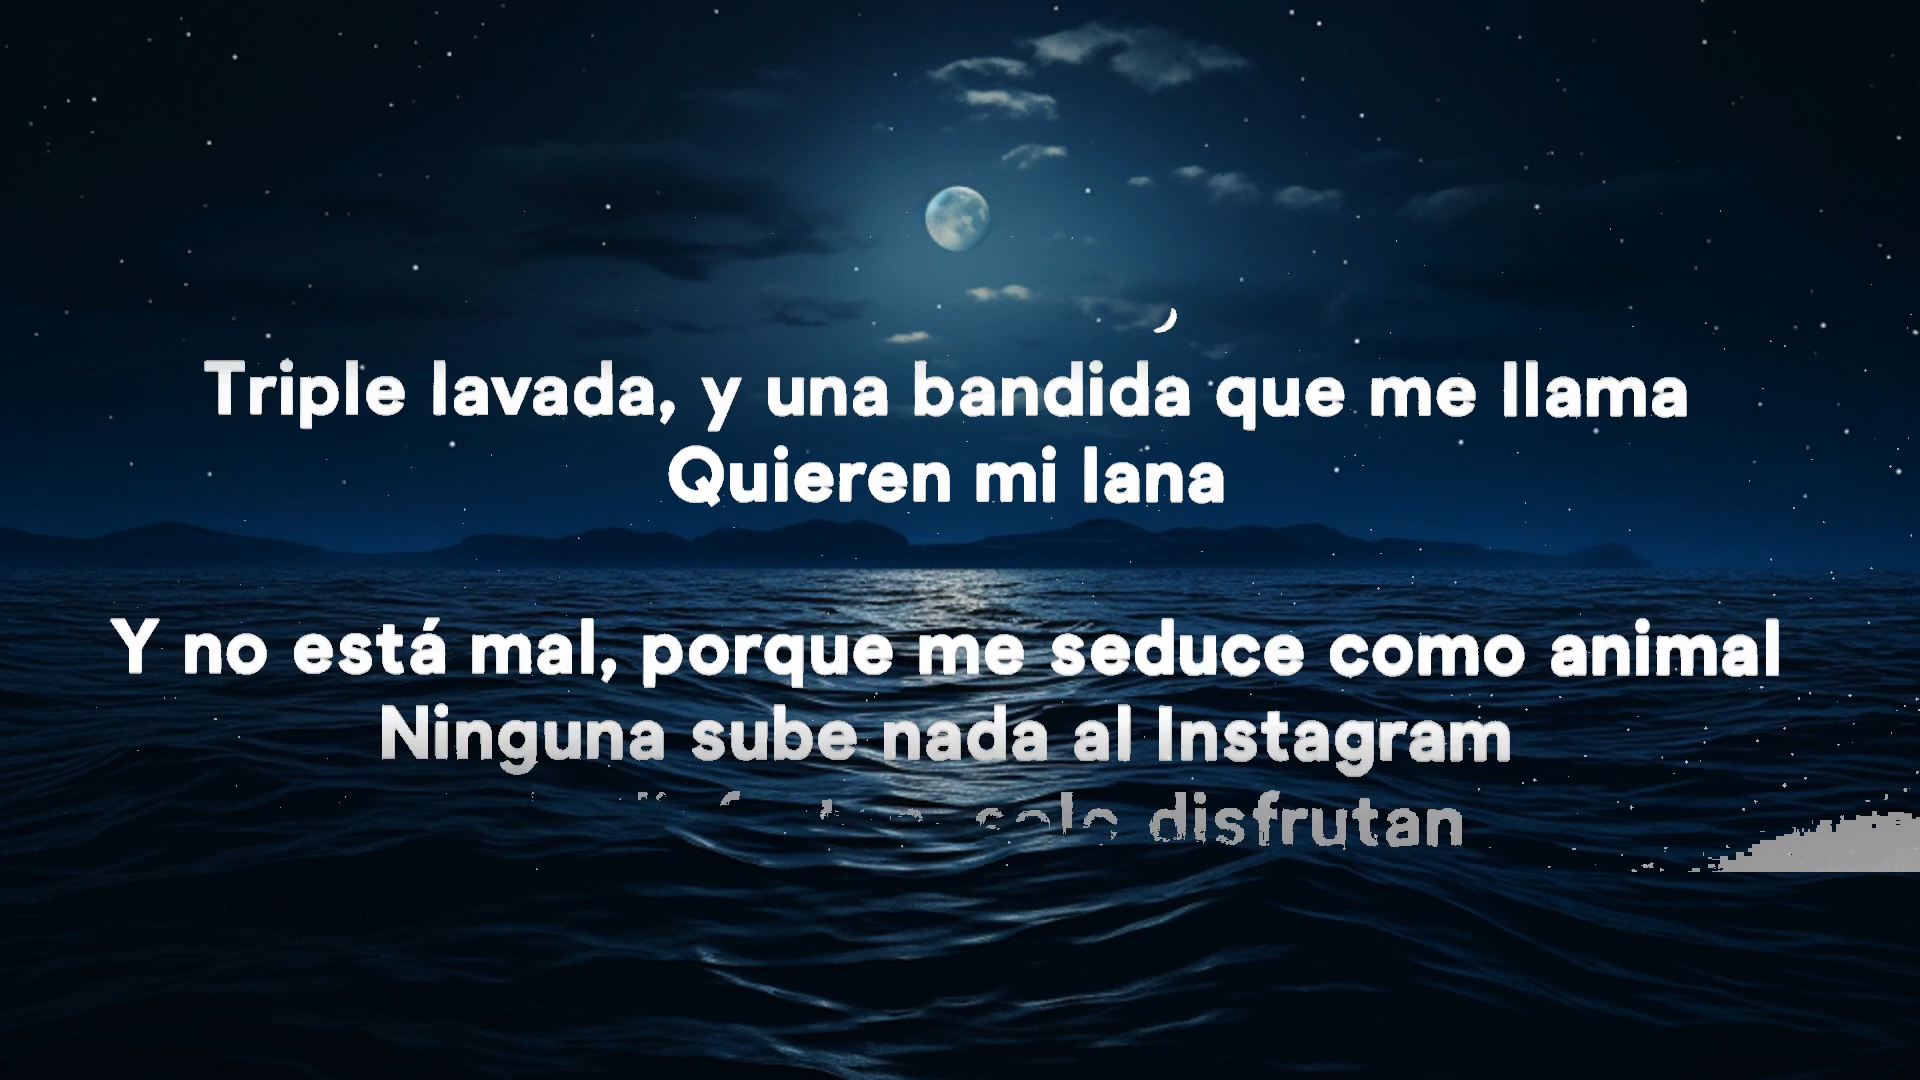 Triple lavada, y una bandida que me llama
Quieren mi lana
Y no está mal, porque me seduce como animal
Ninguna sube nada al Instagram
solo disfrutan